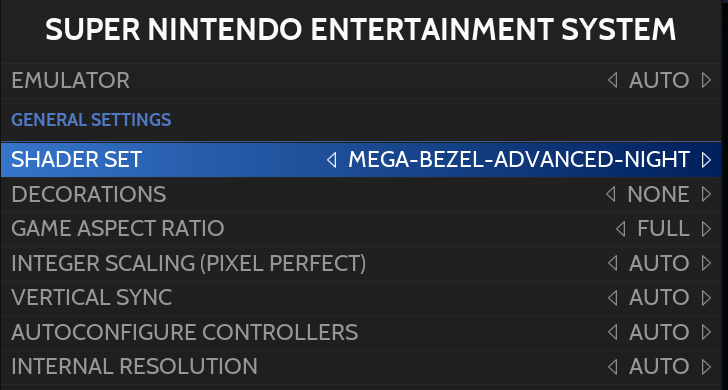 SUPER NINTENDO ENTERTAINMENT SYSTEM
EMULATOR AUTO
GENERAL SETTINGS
SHADER SET MEGA-BEZEL-ADVANCED-NIGHT
DECORATIONS NONE
GAME ASPECT RATIO FULL
INTEGER SCALING (PIXEL PERFECT) AUTO
VERTICAL SYNC AUTO
AUTOCONFIGURE CONTROLLERS AUTO
INTERNAL RESOLUTION AUTO